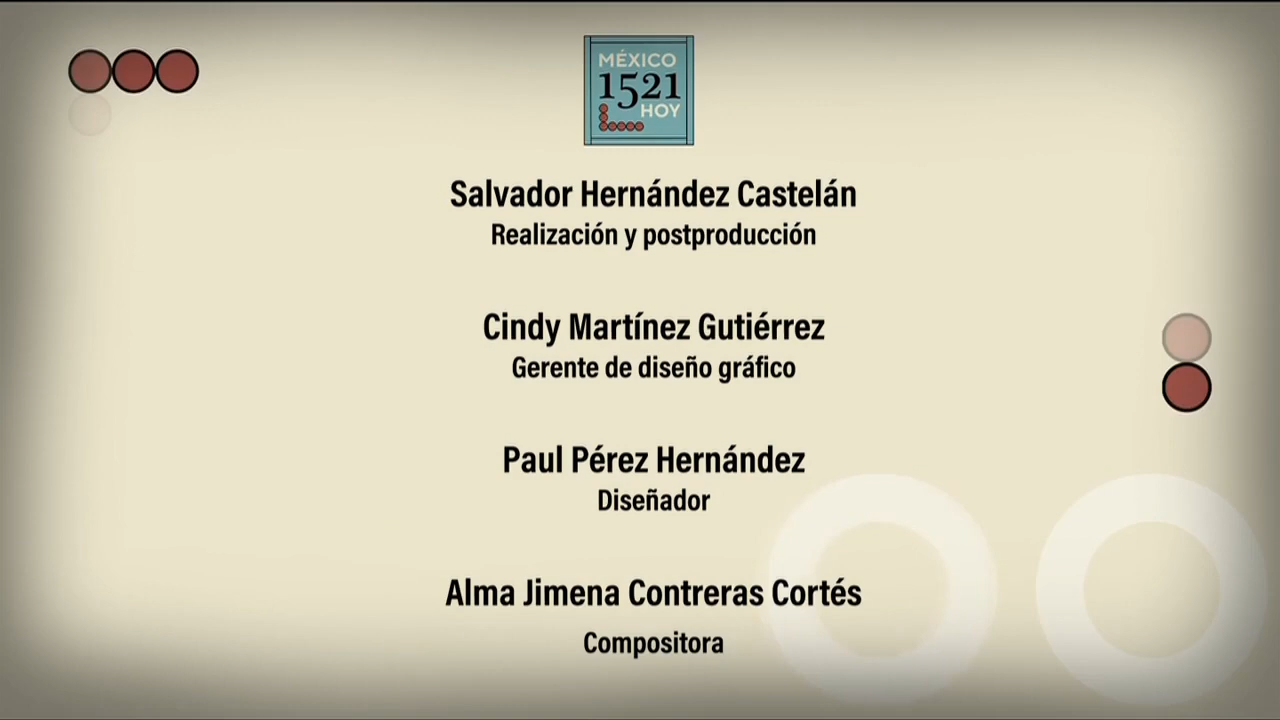 MÉXICO
1521
HOY
Salvador Hernández Castelán
Realización y postproducción
Cindy Martínez Gutiérrez
Gerente de diseño gráfico
Paul Pérez Hernández
Diseñador
Alma Jimena Contreras Cortés
Compositora